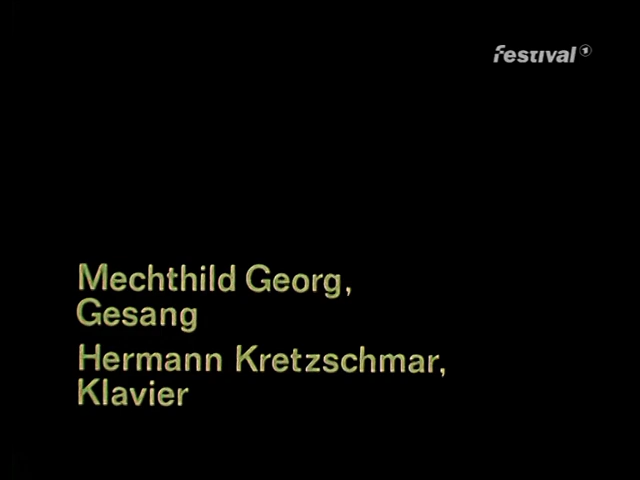 festival
Mechthild Georg,
Gesang
Hermann Kretzschmar,
Klavier